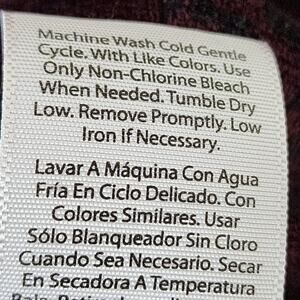 Machine Wash Cold Gentle
Cycle. With Like Colors. Use
Only Non-Chlorine Bleach
When Needed. Tumble Dry
Low. Remove Promptly. Low
Iron If Necessary.
Lavar A Máquina Con Agua
Fría En Ciclo Delicado. Con
Colores Similares. Usar
Sólo Blanqueador Sin Cloro
Cuando Sea Necesario. Secar
En Secadora A Temperatura